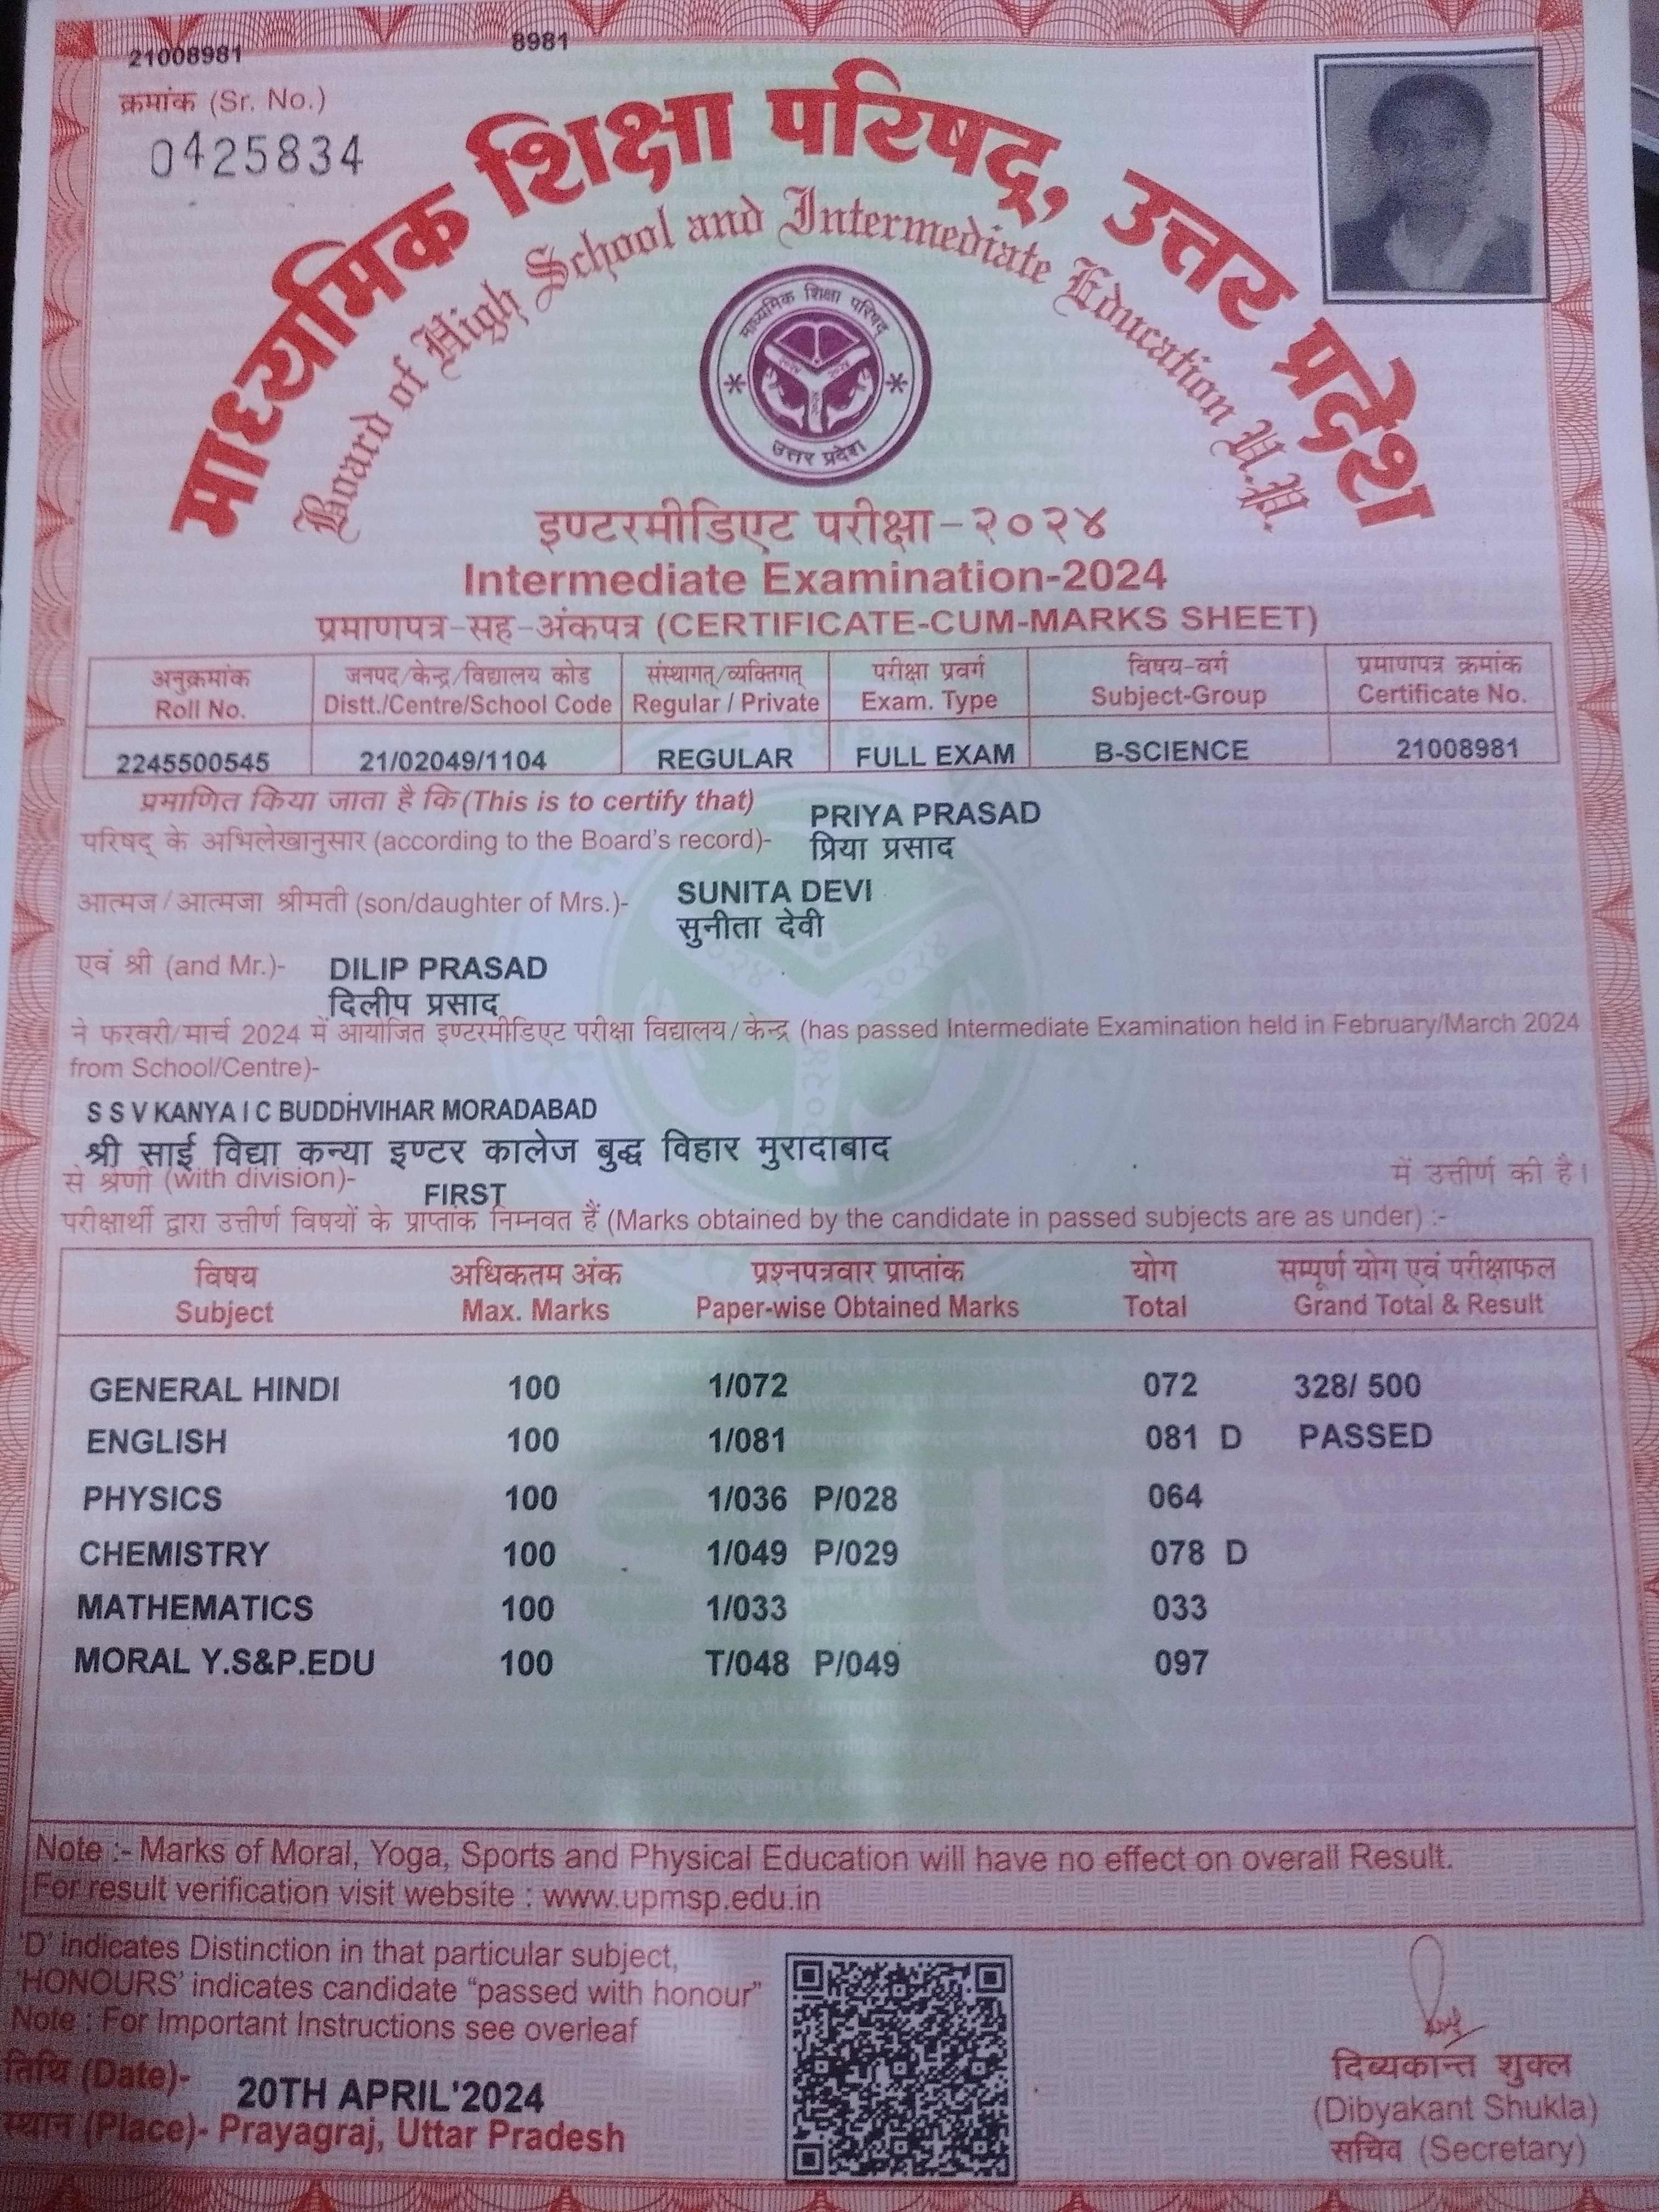 21008981
8981
क्रमांक (Sr. No.)
0425834
माध्यमिक शिक्षा परिषद्, उत्तर प्रदेश
Board of High School and Intermediate Education U.P.
माध्यमिक शिक्षा परिषद्
उत्तर प्रदेश
इण्टरमीडिएट परीक्षा-२०२४
Intermediate Examination-2024
प्रमाणपत्र-सह-अंकपत्र (CERTIFICATE-CUM-MARKS SHEET)
अनुक्रमांक जनपद/केन्द्र/विद्यालय कोड संस्थागत्/व्यक्तिगत् परीक्षा प्रवर्ग विषय-वर्ग प्रमाणपत्र क्रमांक
Roll No. Distt./Centre/School Code Regular / Private Exam. Type Subject-Group Certificate No.
2245500545 21/02049/1104 REGULAR FULL EXAM B-SCIENCE 21008981
प्रमाणित किया जाता है कि (This is to certify that) PRIYA PRASAD
परिषद् के अभिलेखानुसार (according to the Board's record)- प्रिया प्रसाद
आत्मज/आत्मजा श्रीमती (son/daughter of Mrs.)- SUNITA DEVI
सुनीता देवी
एवं श्री (and Mr.)- DILIP PRASAD
दिलीप प्रसाद
ने फरवरी/मार्च 2024 में आयोजित इण्टरमीडिएट परीक्षा विद्यालय/केन्द्र (has passed Intermediate Examination held in February/March 2024
from School/Centre)-
S S V KANYA I C BUDDHVIHAR MORADABAD
श्री साई विद्या कन्या इण्टर कालेज बुद्ध विहार मुरादाबाद
से श्रेणी (with division)- FIRST में उत्तीर्ण की है।
परीक्षार्थी द्वारा उत्तीर्ण विषयों के प्राप्तांक निम्नवत हैं (Marks obtained by the candidate in passed subjects are as under) :-
विषय अधिकतम अंक प्रश्नपत्रवार प्राप्तांक योग सम्पूर्ण योग एवं परीक्षाफल
Subject Max. Marks Paper-wise Obtained Marks Total Grand Total & Result
GENERAL HINDI 100 1/072 072 328/ 500
ENGLISH 100 1/081 081 D PASSED
PHYSICS 100 1/036 P/028 064
CHEMISTRY 100 1/049 P/029 078 D
MATHEMATICS 100 1/033 033
MORAL Y.S&P.EDU 100 T/048 P/049 097
Note :- Marks of Moral, Yoga, Sports and Physical Education will have no effect on overall Result.
For result verification visit website : www.upmsp.edu.in
'D' indicates Distinction in that particular subject,
'HONOURS' indicates candidate “passed with honour”
Note : For Important Instructions see overleaf
तिथि (Date)- 20TH APRIL'2024
स्थान (Place)- Prayagraj, Uttar Pradesh
दिव्यकान्त शुक्ल
(Dibyakant Shukla)
सचिव (Secretary)